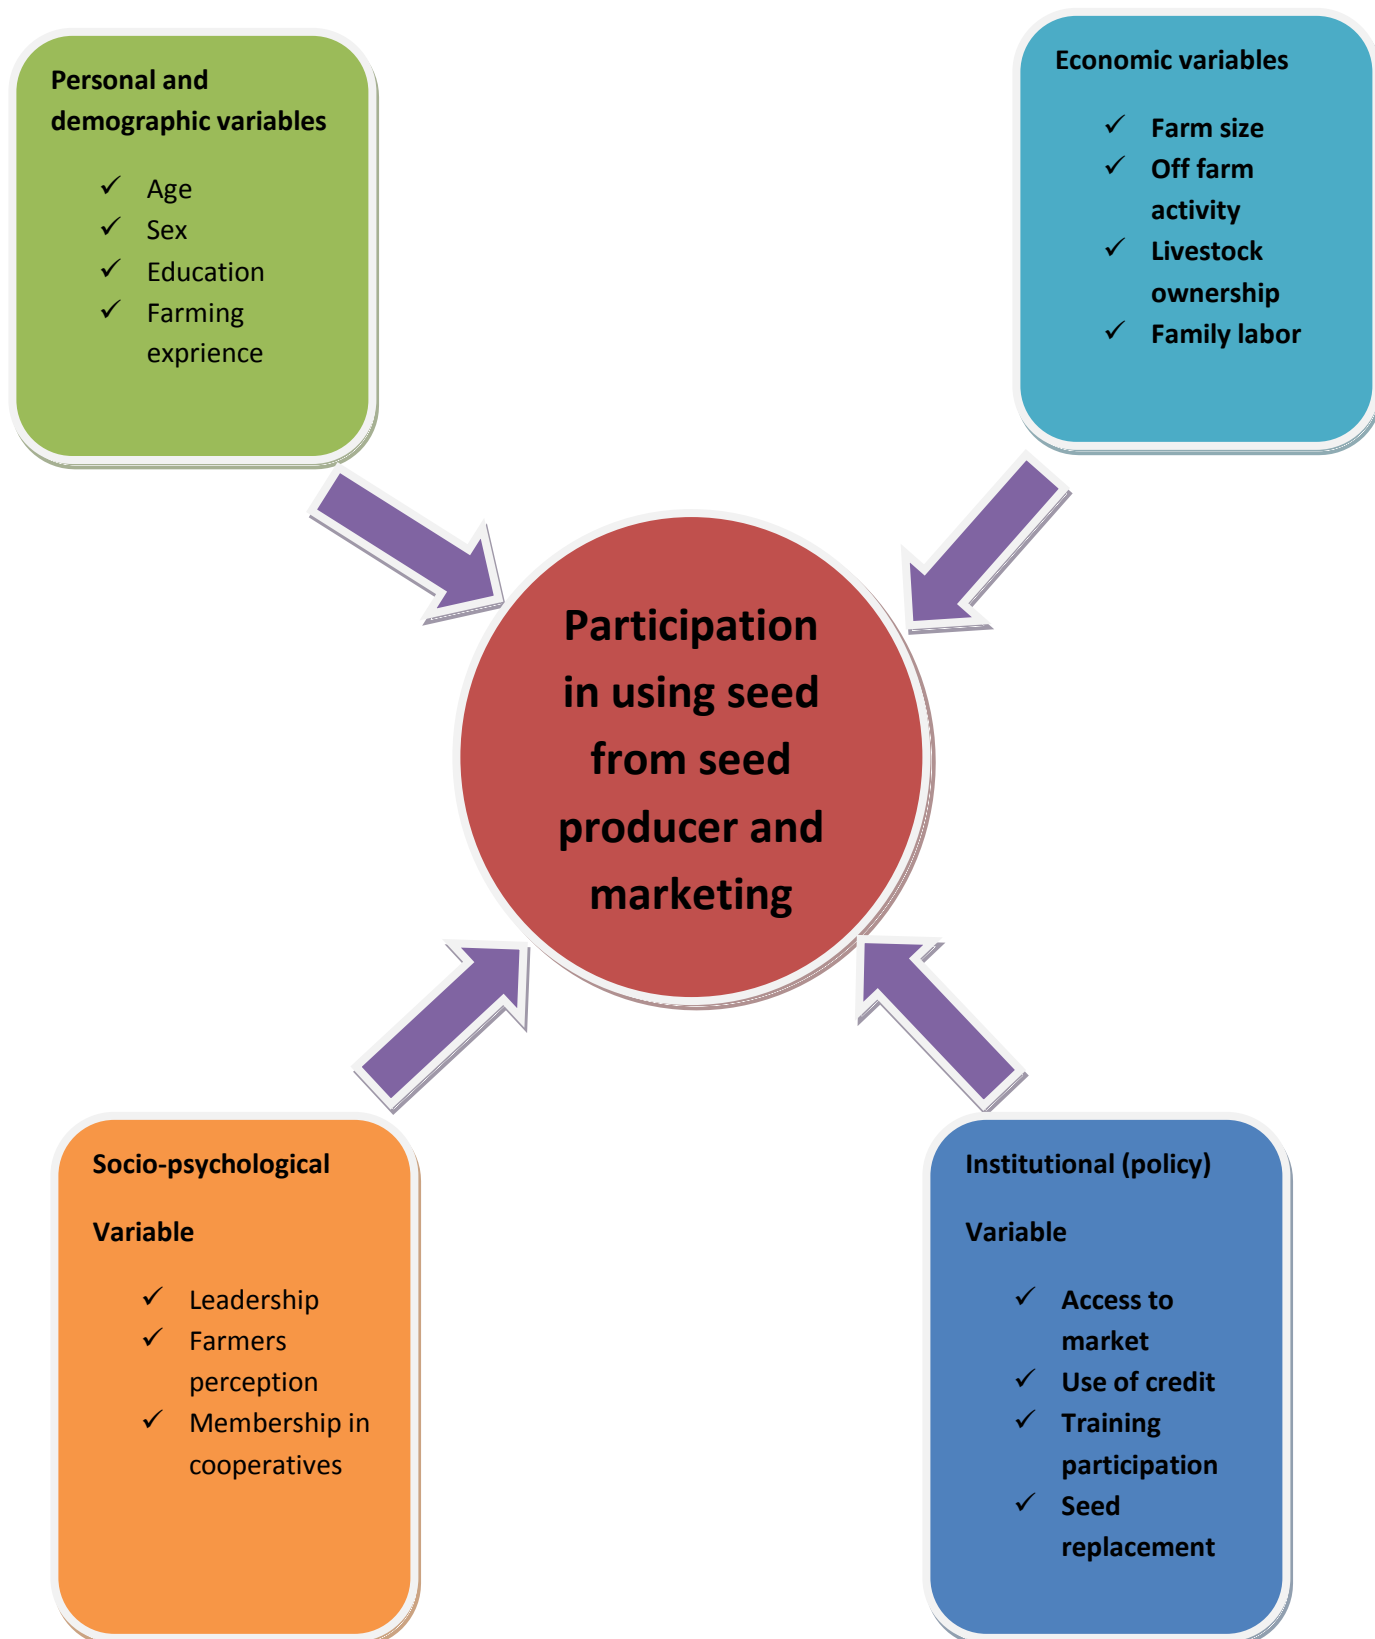 Personal and
demographic variables
✓ Age
✓ Sex
✓ Education
✓ Farming
exprience
Economic variables
✓ Farm size
✓ Off farm
activity
✓ Livestock
ownership
✓ Family labor
Participation
in using seed
from seed
producer and
marketing
Socio-psychological
Variable
✓ Leadership
✓ Farmers
perception
✓ Membership in
cooperatives
Institutional (policy)
Variable
✓ Access to
market
✓ Use of credit
✓ Training
participation
✓ Seed
replacement